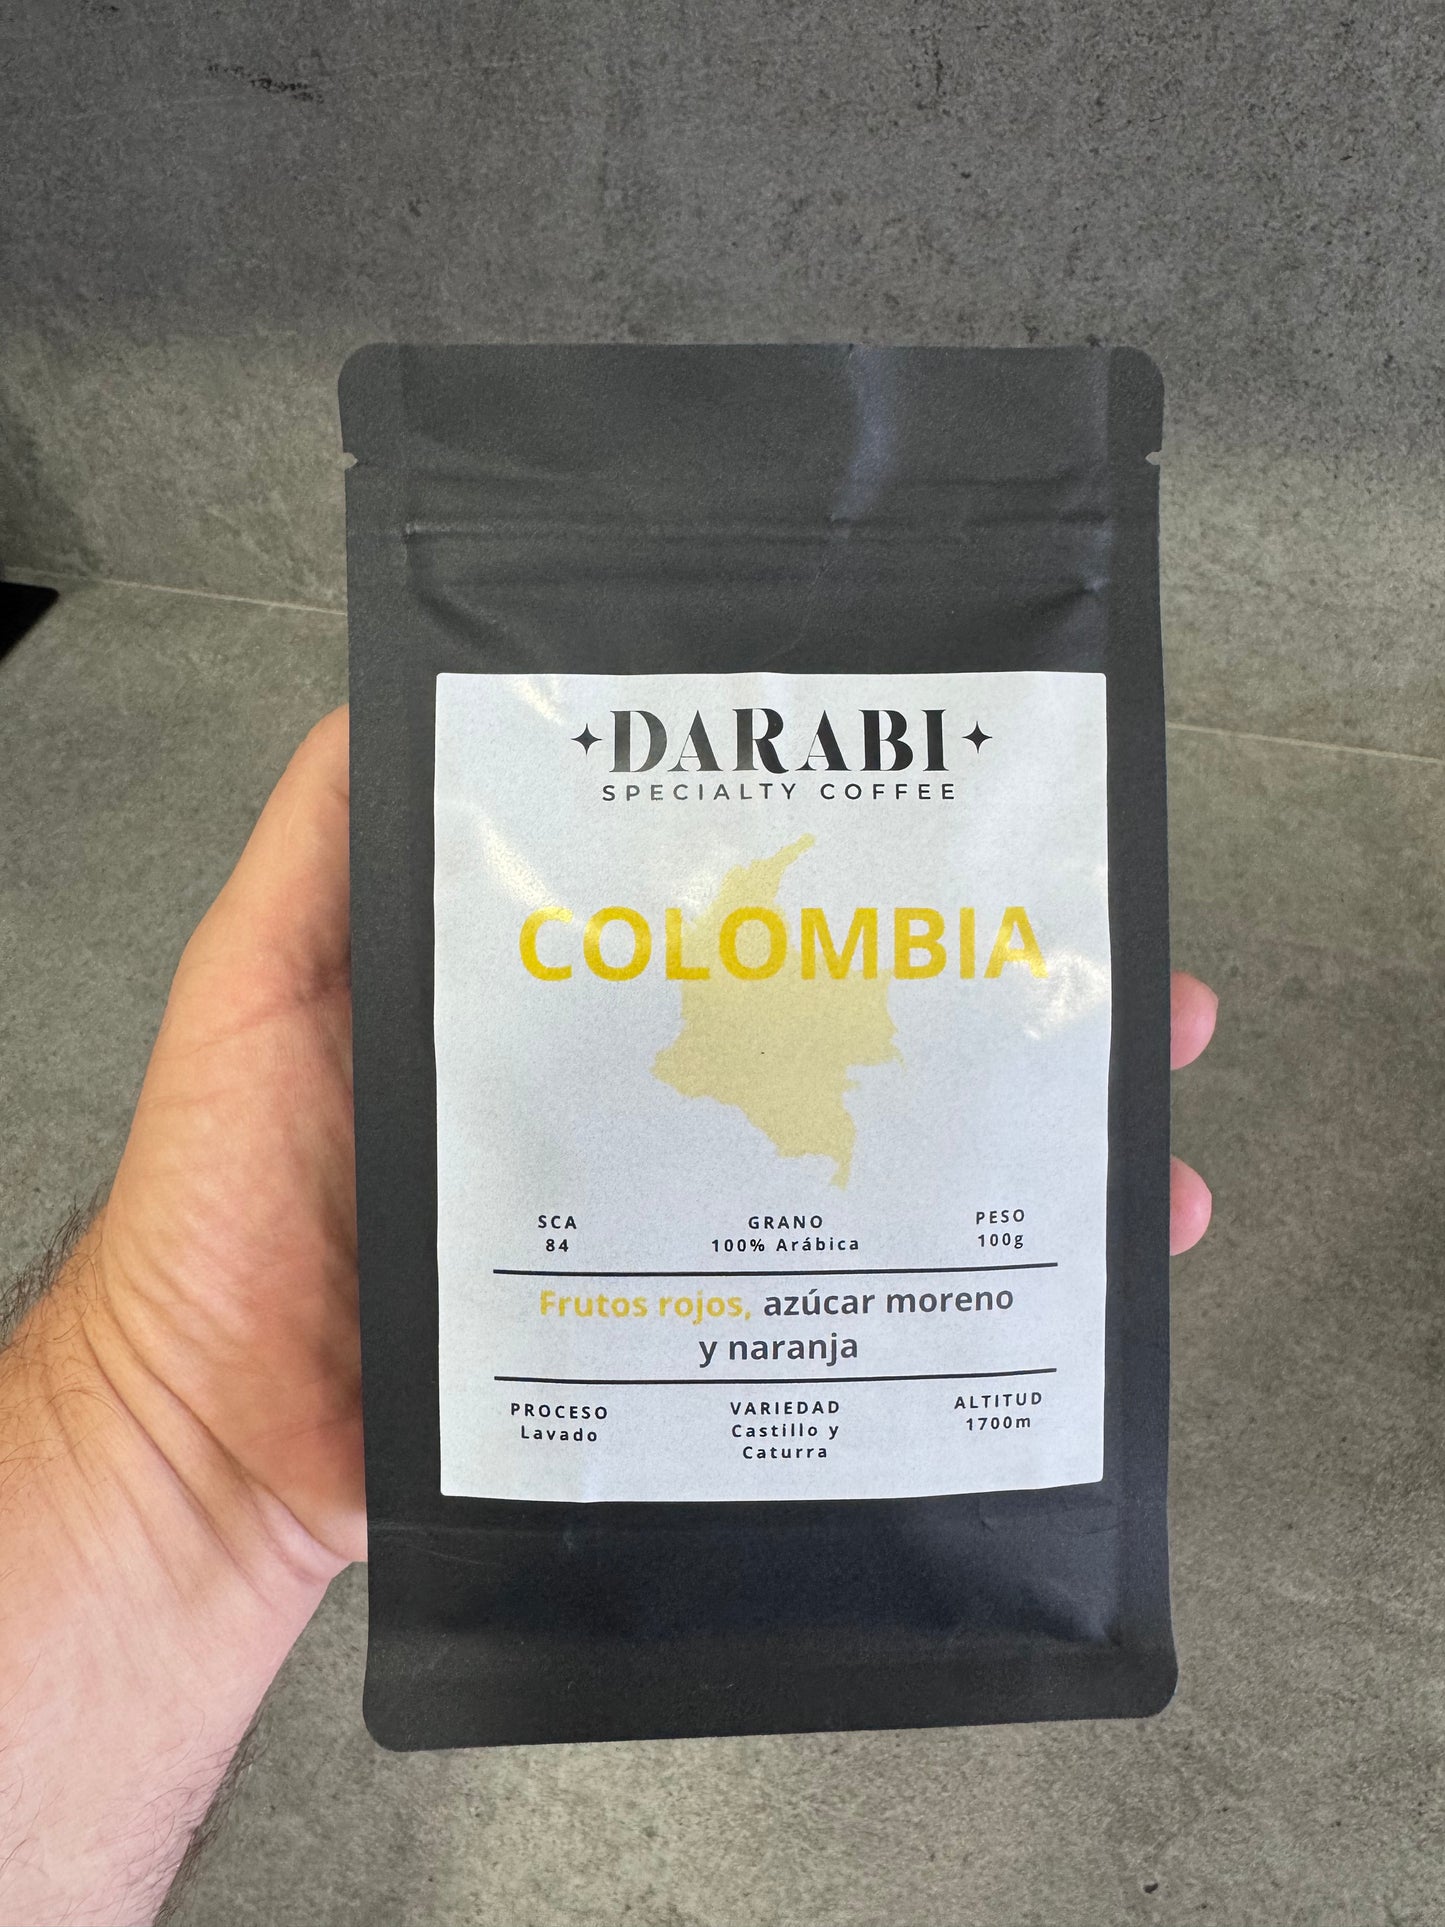 DARABI
SPECIALTY COFFEE
COLOMBIA
SCA
84
GRANO
100% Arábica
PESO
100g
Frutos rojos, azúcar moreno
y naranja
PROCESO
Lavado
VARIEDAD
Castillo y
Caturra
ALTITUD
1700m